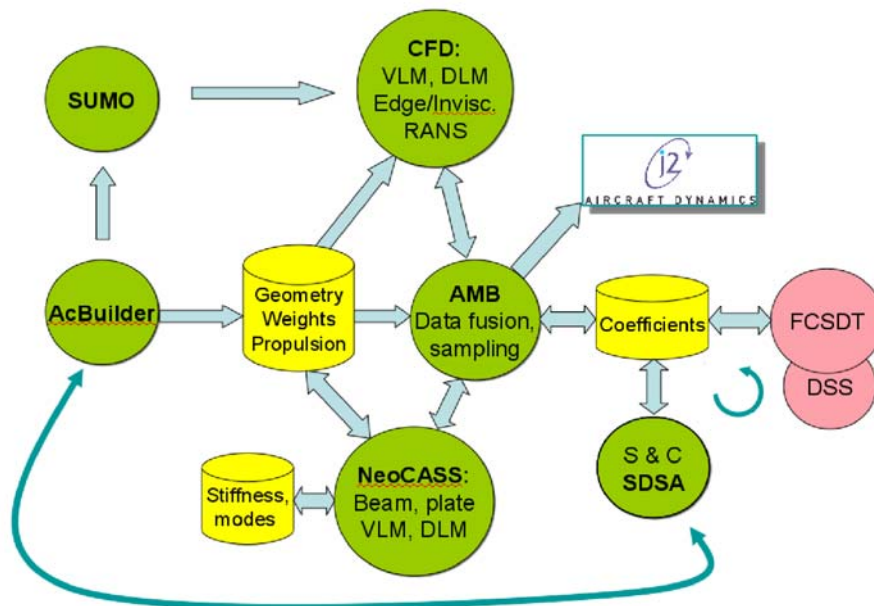 CFD:
VLM, DLM
Edge/Invisc.
RANS
SUMO
j2
AIRCRAFT DYNAMICS
AcBuilder
Geometry
Weights
Propulsion
AMB
Data fusion,
sampling
Coefficients
FCSDT
DSS
S & C
SDSA
NeoCASS:
Beam, plate
VLM, DLM
Stiffness,
modes